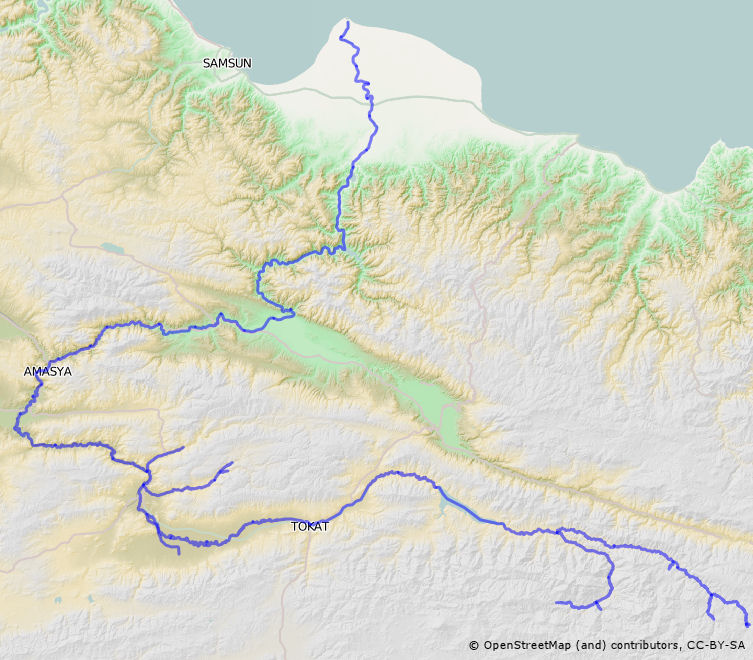 SAMSUN
AMASYA
TOKAT
© OpenStreetMap (and) contributors, CC-BY-SA